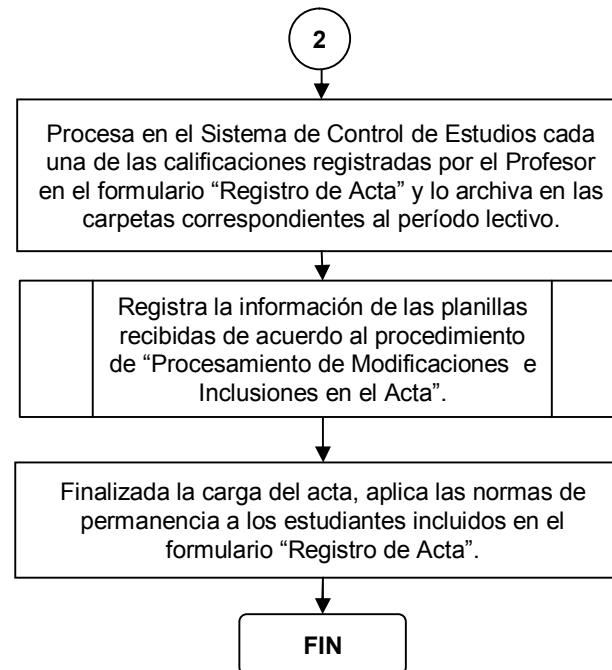 2
Procesa en el Sistema de Control de Estudios cada
una de las calificaciones registradas por el Profesor
en el formulario “Registro de Acta” y lo archiva en las
carpetas correspondientes al período lectivo.
Registra la información de las planillas
recibidas de acuerdo al procedimiento
de “Procesamiento de Modificaciones e
Inclusiones en el Acta”.
Finalizada la carga del acta, aplica las normas de
permanencia a los estudiantes incluidos en el
formulario “Registro de Acta”.
FIN